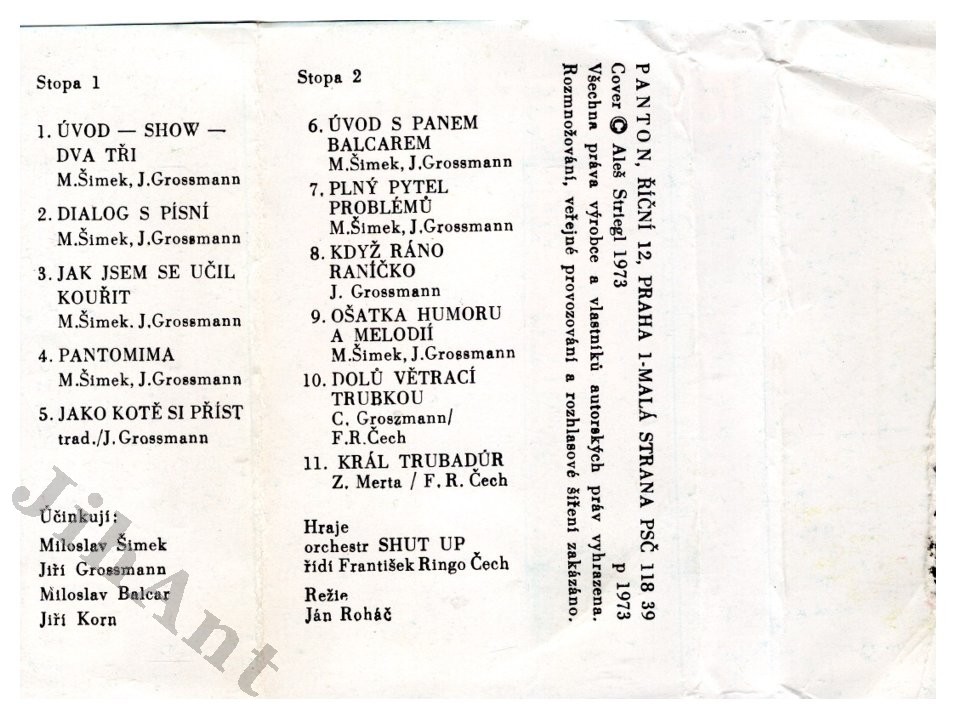 Stopa 1
1. ÚVOD — SHOW —
DVA TŘI
M.Šimek, J.Grossmann
2. DIALOG S PÍSNÍ
M.Šimek, J.Grossmann
3. JAK JSEM SE UČIL
KOUŘIT
M.Šimek. J.Grossmann
4. PANTOMIMA
M.Šimek, J.Grossmann
5. JAKO KOTĚ SI PŘÍST
trad./J.Grossmann
Účinkují:
Miloslav Šimek
Jiří Grossmann
Miloslav Balcar
Jiří Korn
Stopa 2
6. ÚVOD S PANEM
BALCAREM
M.Šimek, J.Grossmann
7. PLNÝ PYTEL
PROBLÉMŮ
M.Šimek, J.Grossmann
8. KDYŽ RÁNO
RANÍČKO
J. Grossmann
9. OŠATKA HUMORU
A MELODIÍ
M.Šimek, J.Grossmann
10. DOLŮ VĚTRACÍ
TRUBKOU
C. Groszmann/
F.R.Čech
11. KRÁL TRUBADÚR
Z. Merta / F. R. Čech
Hraje
orchestr SHUT UP
řídí František Ringo Čech
Režie
Ján Roháč
PANTON, ŘÍČNÍ 12, PRAHA 1-MALÁ STRANA PSČ 118 39
Cover © Aleš Striegl 1973 p 1973
Všechna práva výrobce a vlastníků autorských práv vyhrazena.
Rozmnožování, veřejné provozování a rozhlasové šíření zakázáno.
JihAnt